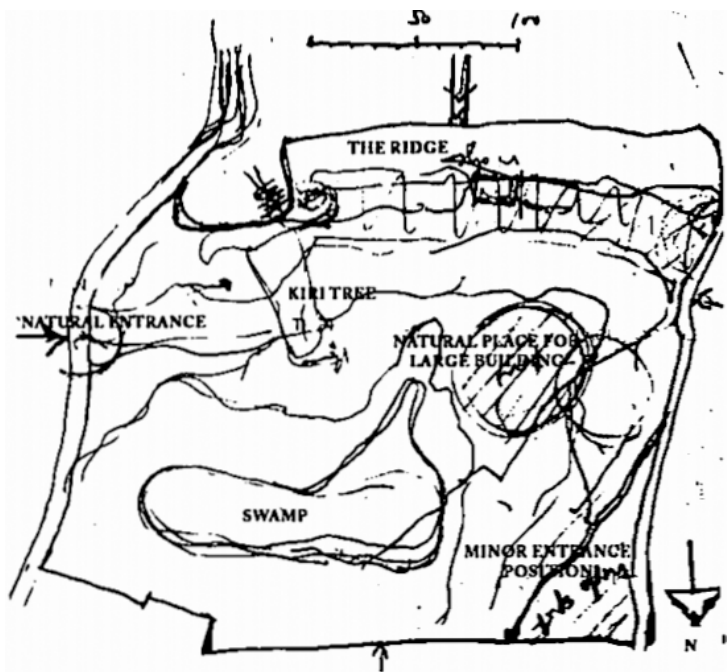 50 100
THE RIDGE
KIRI TREE
NATURAL ENTRANCE
NATURAL PLACE FOR
LARGE BUILDING
SWAMP
MINOR ENTRANCE
POSITION
N